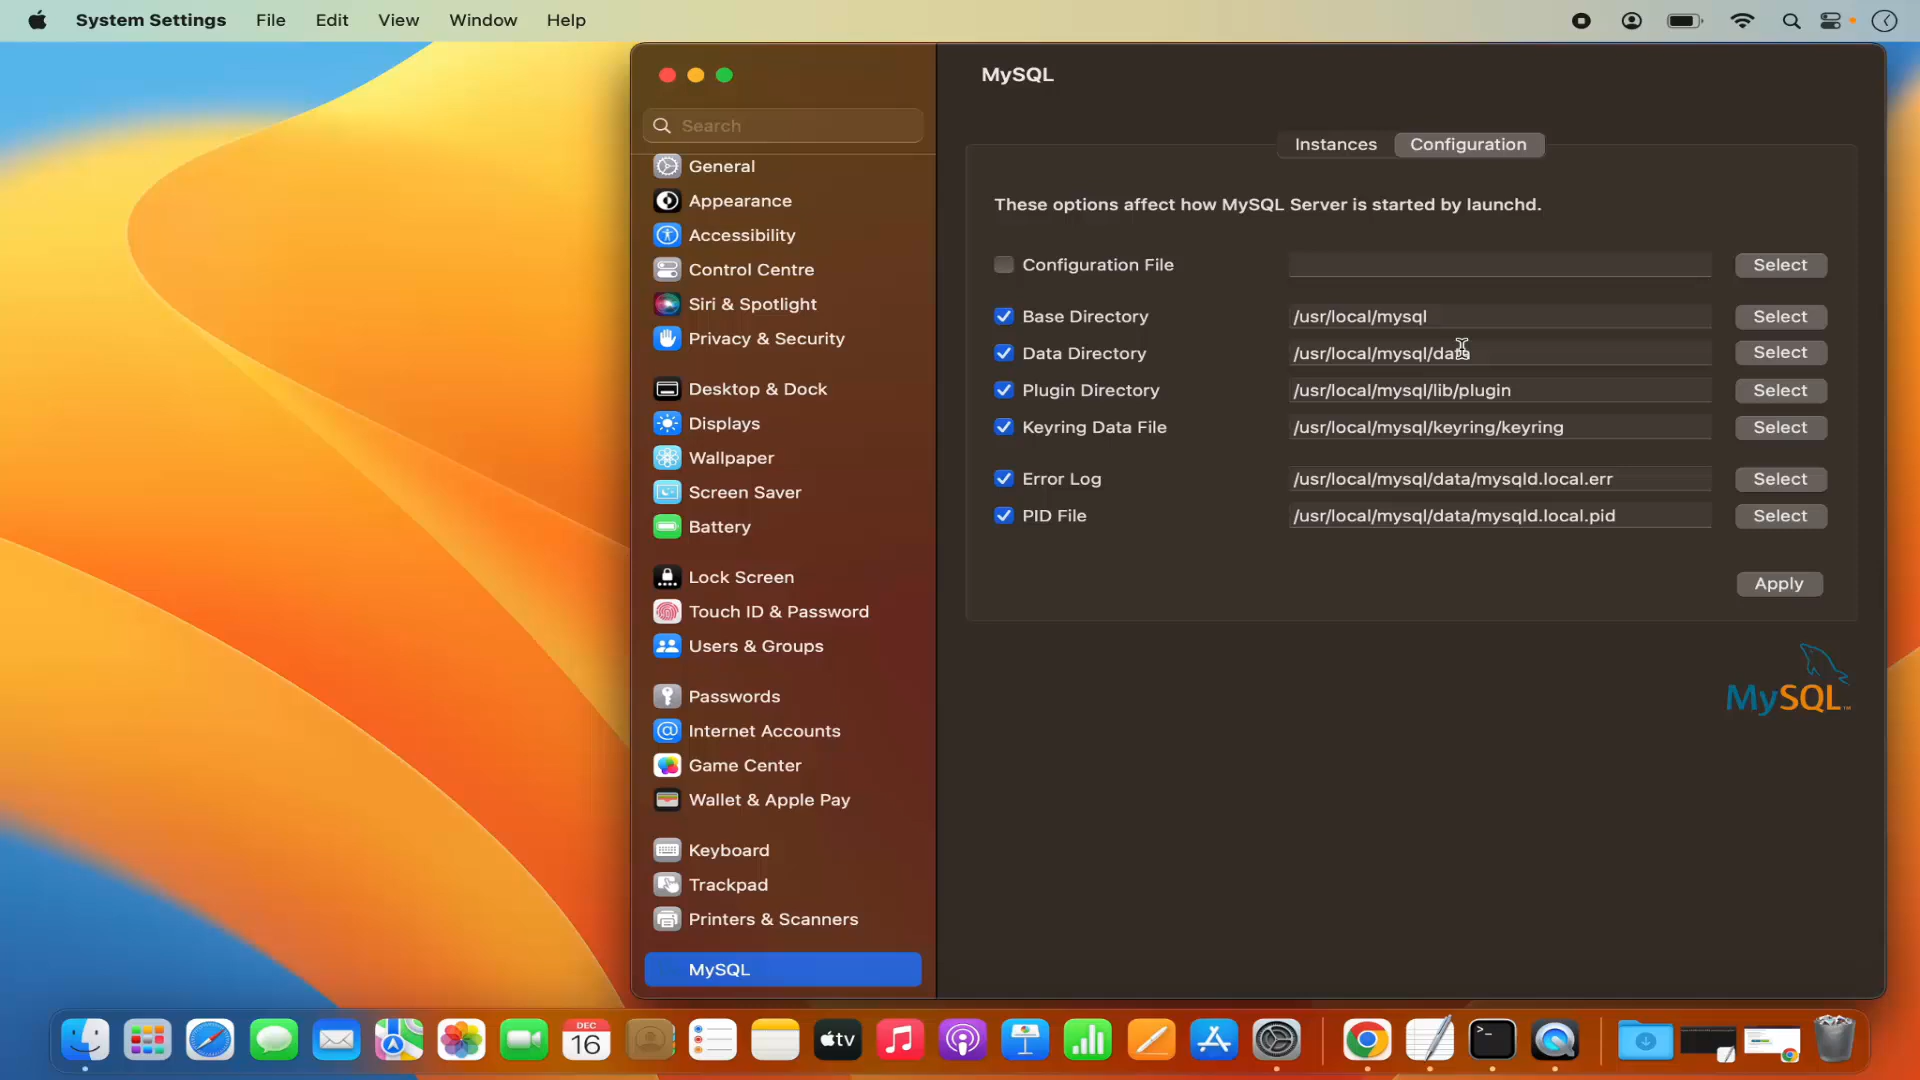 System Settings File Edit View Window Help
MySQL
Search
Instances Configuration
General
Appearance
These options affect how MySQL Server is started by launchd.
Accessibility
Control Centre
Configuration File Select
Siri & Spotlight
Base Directory /usr/local/mysql Select
Privacy & Security
Data Directory /usr/local/mysql/data Select
Desktop & Dock
Plugin Directory /usr/local/mysql/lib/plugin Select
Displays
Keyring Data File /usr/local/mysql/keyring/keyring Select
Wallpaper
Error Log /usr/local/mysql/data/mysqld.local.err Select
Screen Saver
PID File /usr/local/mysql/data/mysqld.local.pid Select
Battery
Lock Screen
Apply
Touch ID & Password
Users & Groups
MySQL™
Passwords
Internet Accounts
Game Center
Wallet & Apple Pay
Keyboard
Trackpad
Printers & Scanners
MySQL
DEC
16
tv
>_